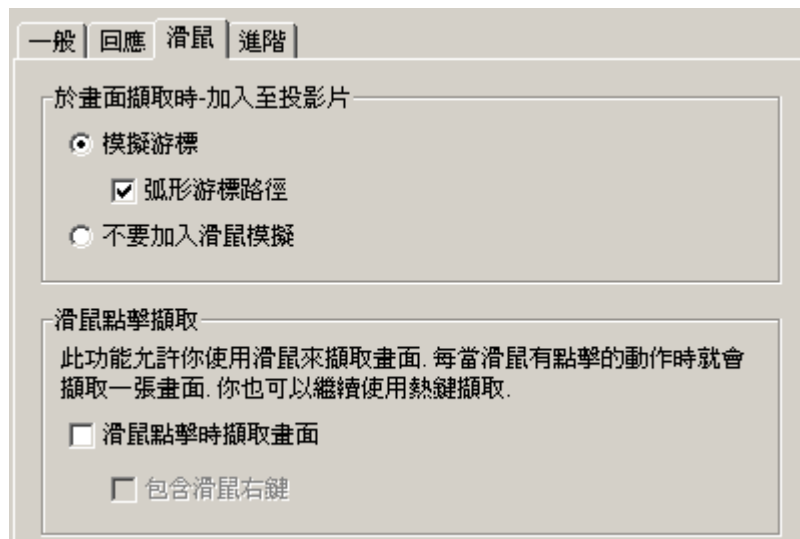 一般 回應 滑鼠 進階
於畫面擷取時-加入至投影片
模擬游標
弧形游標路徑
不要加入滑鼠模擬
滑鼠點擊擷取
此功能允許你使用滑鼠來擷取畫面. 每當滑鼠有點擊的動作時就會
擷取一張畫面. 你也可以繼續使用熱鍵擷取.
滑鼠點擊時擷取畫面
包含滑鼠右鍵